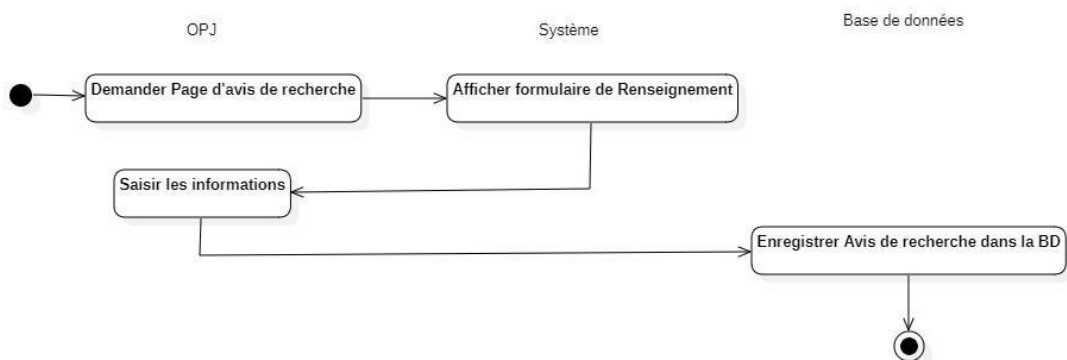 OPJ
Système
Base de données
Demander Page d'avis de recherche
Afficher formulaire de Renseignement
Saisir les informations
Enregistrer Avis de recherche dans la BD